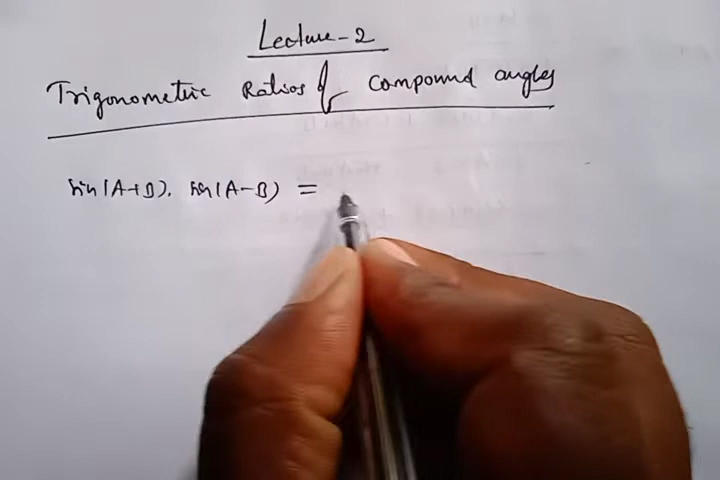 Lecture - 2
Trigonometric Ratios of compound angles
sin(A+B). sin(A-B) =